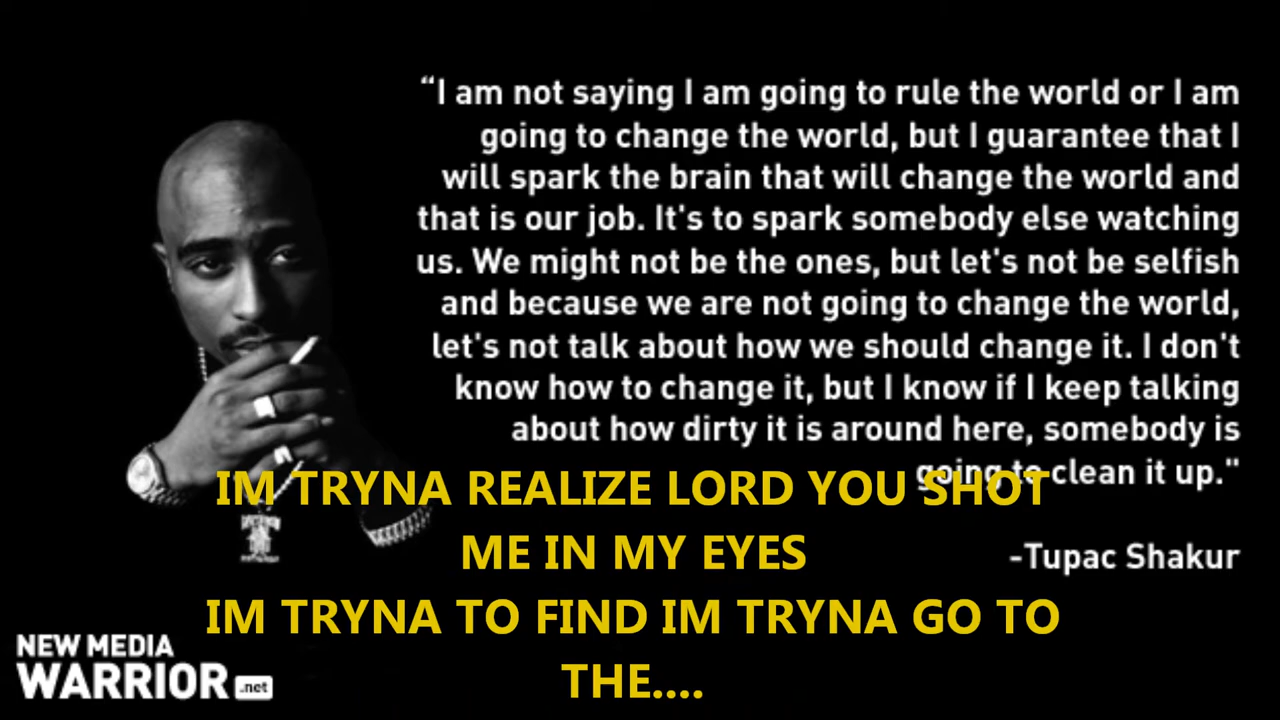 “I am not saying I am going to rule the world or I am
going to change the world, but I guarantee that I
will spark the brain that will change the world and
that is our job. It's to spark somebody else watching
us. We might not be the ones, but let's not be selfish
and because we are not going to change the world,
let's not talk about how we should change it. I don't
know how to change it, but I know if I keep talking
about how dirty it is around here, somebody is
going to clean it up."
-Tupac Shakur
IM TRYNA REALIZE LORD YOU SHOT
ME IN MY EYES
IM TRYNA TO FIND IM TRYNA GO TO
THE....
NEW MEDIA
WARRIOR .net